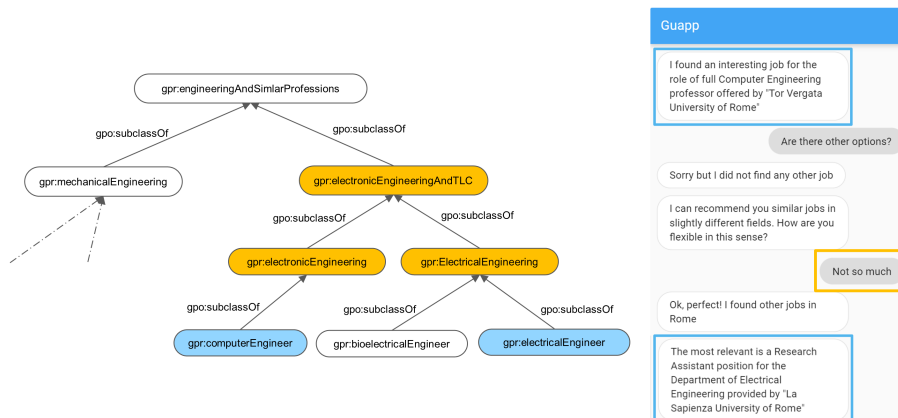 gpr:engineeringAndSimlarProfessions
gpo:subclassOf
gpo:subclassOf
gpr:mechanicalEngineering
gpr:electronicEngineeringAndTLC
gpo:subclassOf
gpo:subclassOf
gpr:electronicEngineering
gpr:ElectricalEngineering
gpo:subclassOf
gpo:subclassOf
gpo:subclassOf
gpr:computerEngineer
gpr:bioelectricalEngineer
gpr:electricalEngineer
Guapp
I found an interesting job for the
role of full Computer Engineering
professor offered by "Tor Vergata
University of Rome"
Are there other options?
Sorry but I did not find any other job
I can recommend you similar jobs in
slightly different fields. How are you
flexible in this sense?
Not so much
Ok, perfect! I found other jobs in
Rome
The most relevant is a Research
Assistant position for the
Department of Electrical
Engineering provided by "La
Sapienza University of Rome"